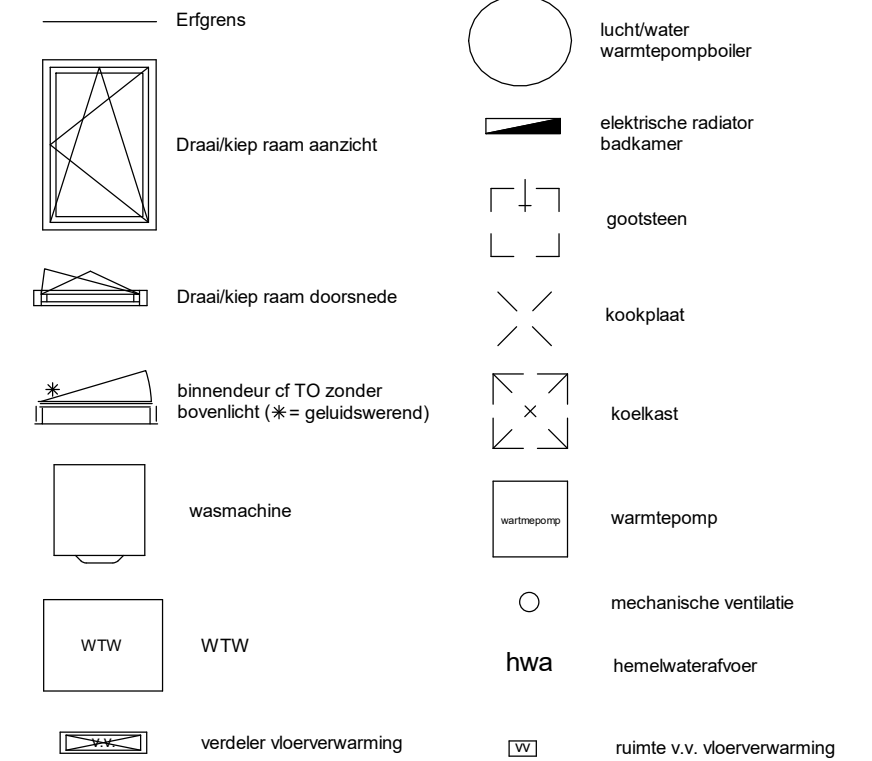 Erfgrens
Draai/kiep raam aanzicht
Draai/kiep raam doorsnede
binnendeur cf TO zonder
bovenlicht (✳= geluidswerend)
wasmachine
WTW
WTW
v.v.
verdeler vloerverwarming
lucht/water
warmtepompboiler
elektrische radiator
badkamer
gootsteen
kookplaat
koelkast
wartmepomp
warmtepomp
mechanische ventilatie
hwa
hemelwaterafvoer
vv
ruimte v.v. vloerverwarming